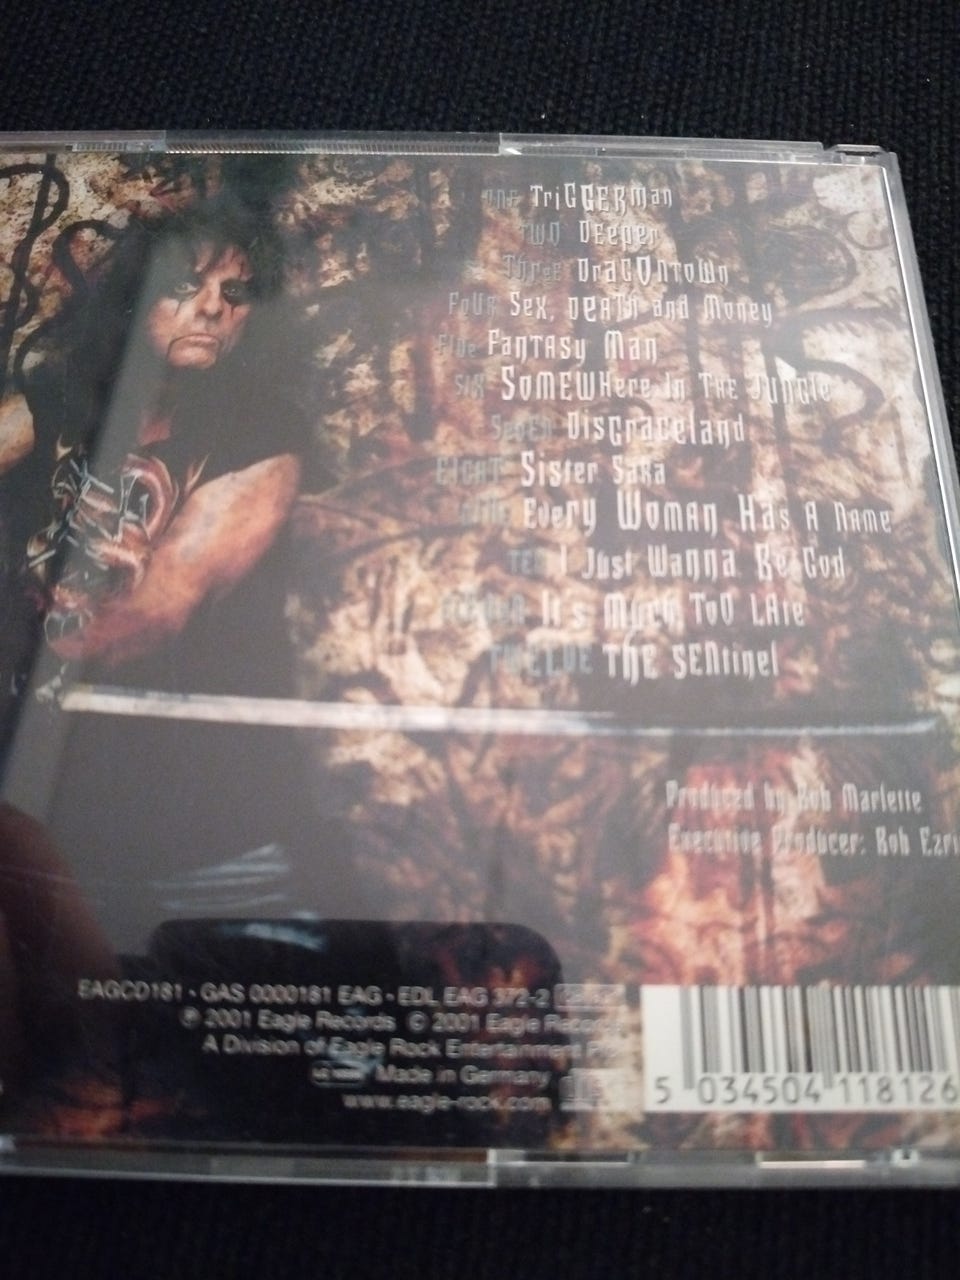 ONE TriGGERman
TWO DEeper
Three DraGOnTown
FOUR Sex, DEATH and Money
Five FanTAsy Man
SIX SoMEWHere In THE JUnGle
SevEn DisGraceland
EIGHT Sister Sara
Every WoMAn Has A NAME
TEn I Just Wanna Be God
It's Much ToO LAte
TWELVE THE SEntinel
Produced by Bob Marlette
Executive Producer: Bob Ezri
EAGCD181 - GAS 0000181 EAG - EDL EAG 372-2
℗ 2001 Eagle Records © 2001 Eagle Records
A Division of Eagle Rock Entertainment
Made in Germany
www.eagle-rock.com
5 034504 118126